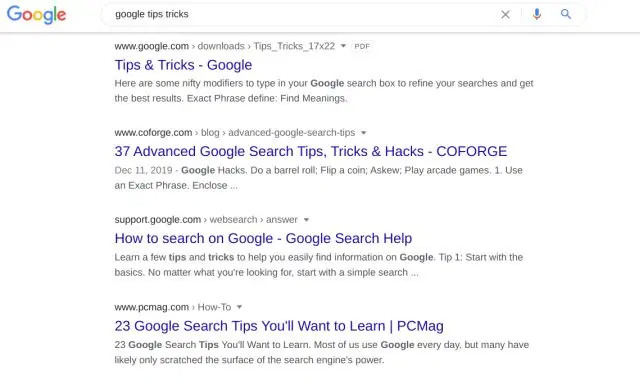 Google google tips tricks
www.google.com › downloads › Tips_Tricks_17x22 PDF
Tips & Tricks - Google
Here are some nifty modifiers to type in your Google search box to refine your searches and get
the best results. Exact Phrase define: Find Meanings.
www.coforge.com › blog › advanced-google-search-tips
37 Advanced Google Search Tips, Tricks & Hacks - COFORGE
Dec 11, 2019 - Google Hacks. Do a barrel roll; Flip a coin; Askew; Play arcade games. 1. Use
an Exact Phrase. Enclose ...
support.google.com › websearch › answer
How to search on Google - Google Search Help
Learn a few tips and tricks to help you easily find information on Google. Tip 1: Start with the
basics. No matter what you're looking for, start with a simple search ...
www.pcmag.com › How-To
23 Google Search Tips You'll Want to Learn | PCMag
23 Google Search Tips You'll Want to Learn. Most of us use Google every day, but many have
likely only scratched the surface of the search engine's power.